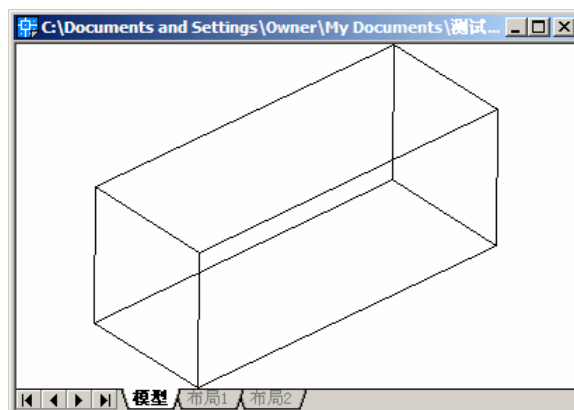 C:\Documents and Settings\Owner\My Documents\测试...
模型 布局1 布局2